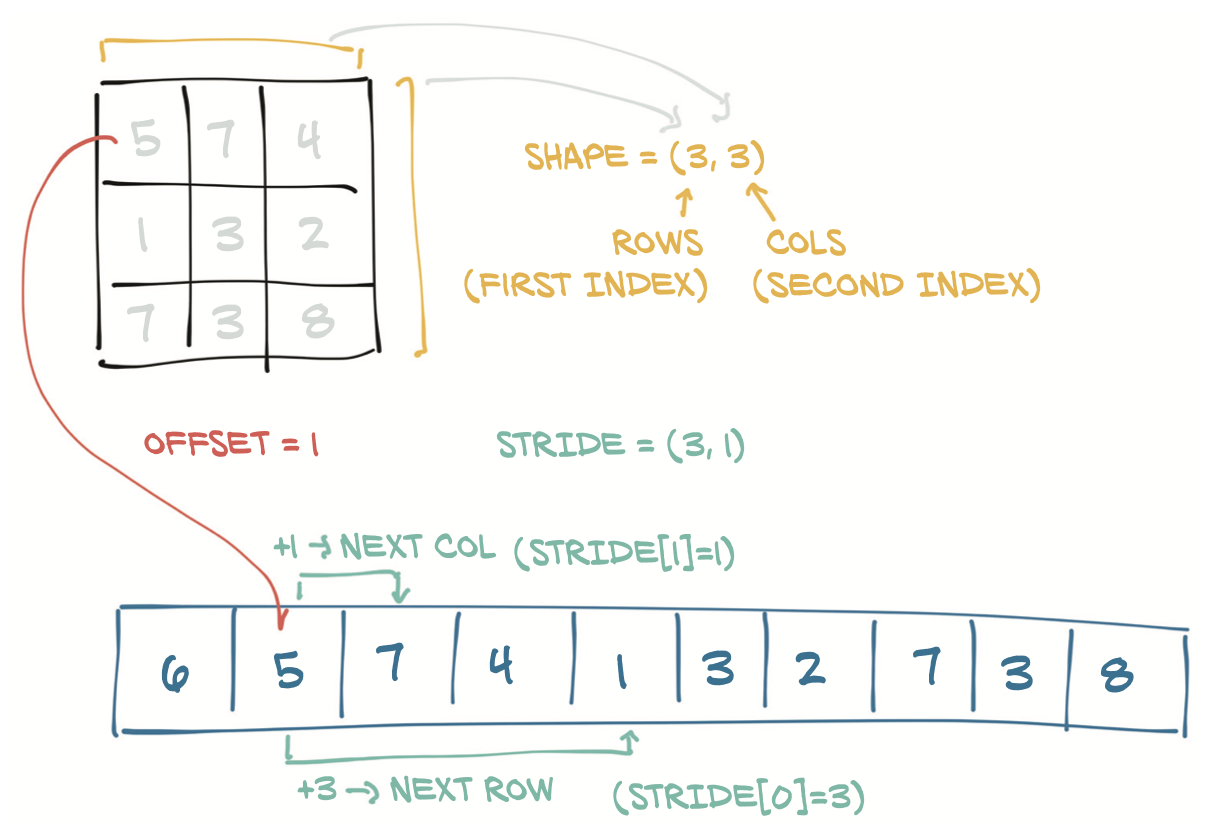 5 7 4
SHAPE = (3, 3)
1 3 2
ROWS COLS
(FIRST INDEX) (SECOND INDEX)
7 3 8
OFFSET = 1
STRIDE = (3, 1)
+1 → NEXT COL (STRIDE[1]=1)
6 5 7 4 1 3 2 7 3 8
+3 → NEXT ROW (STRIDE[0]=3)